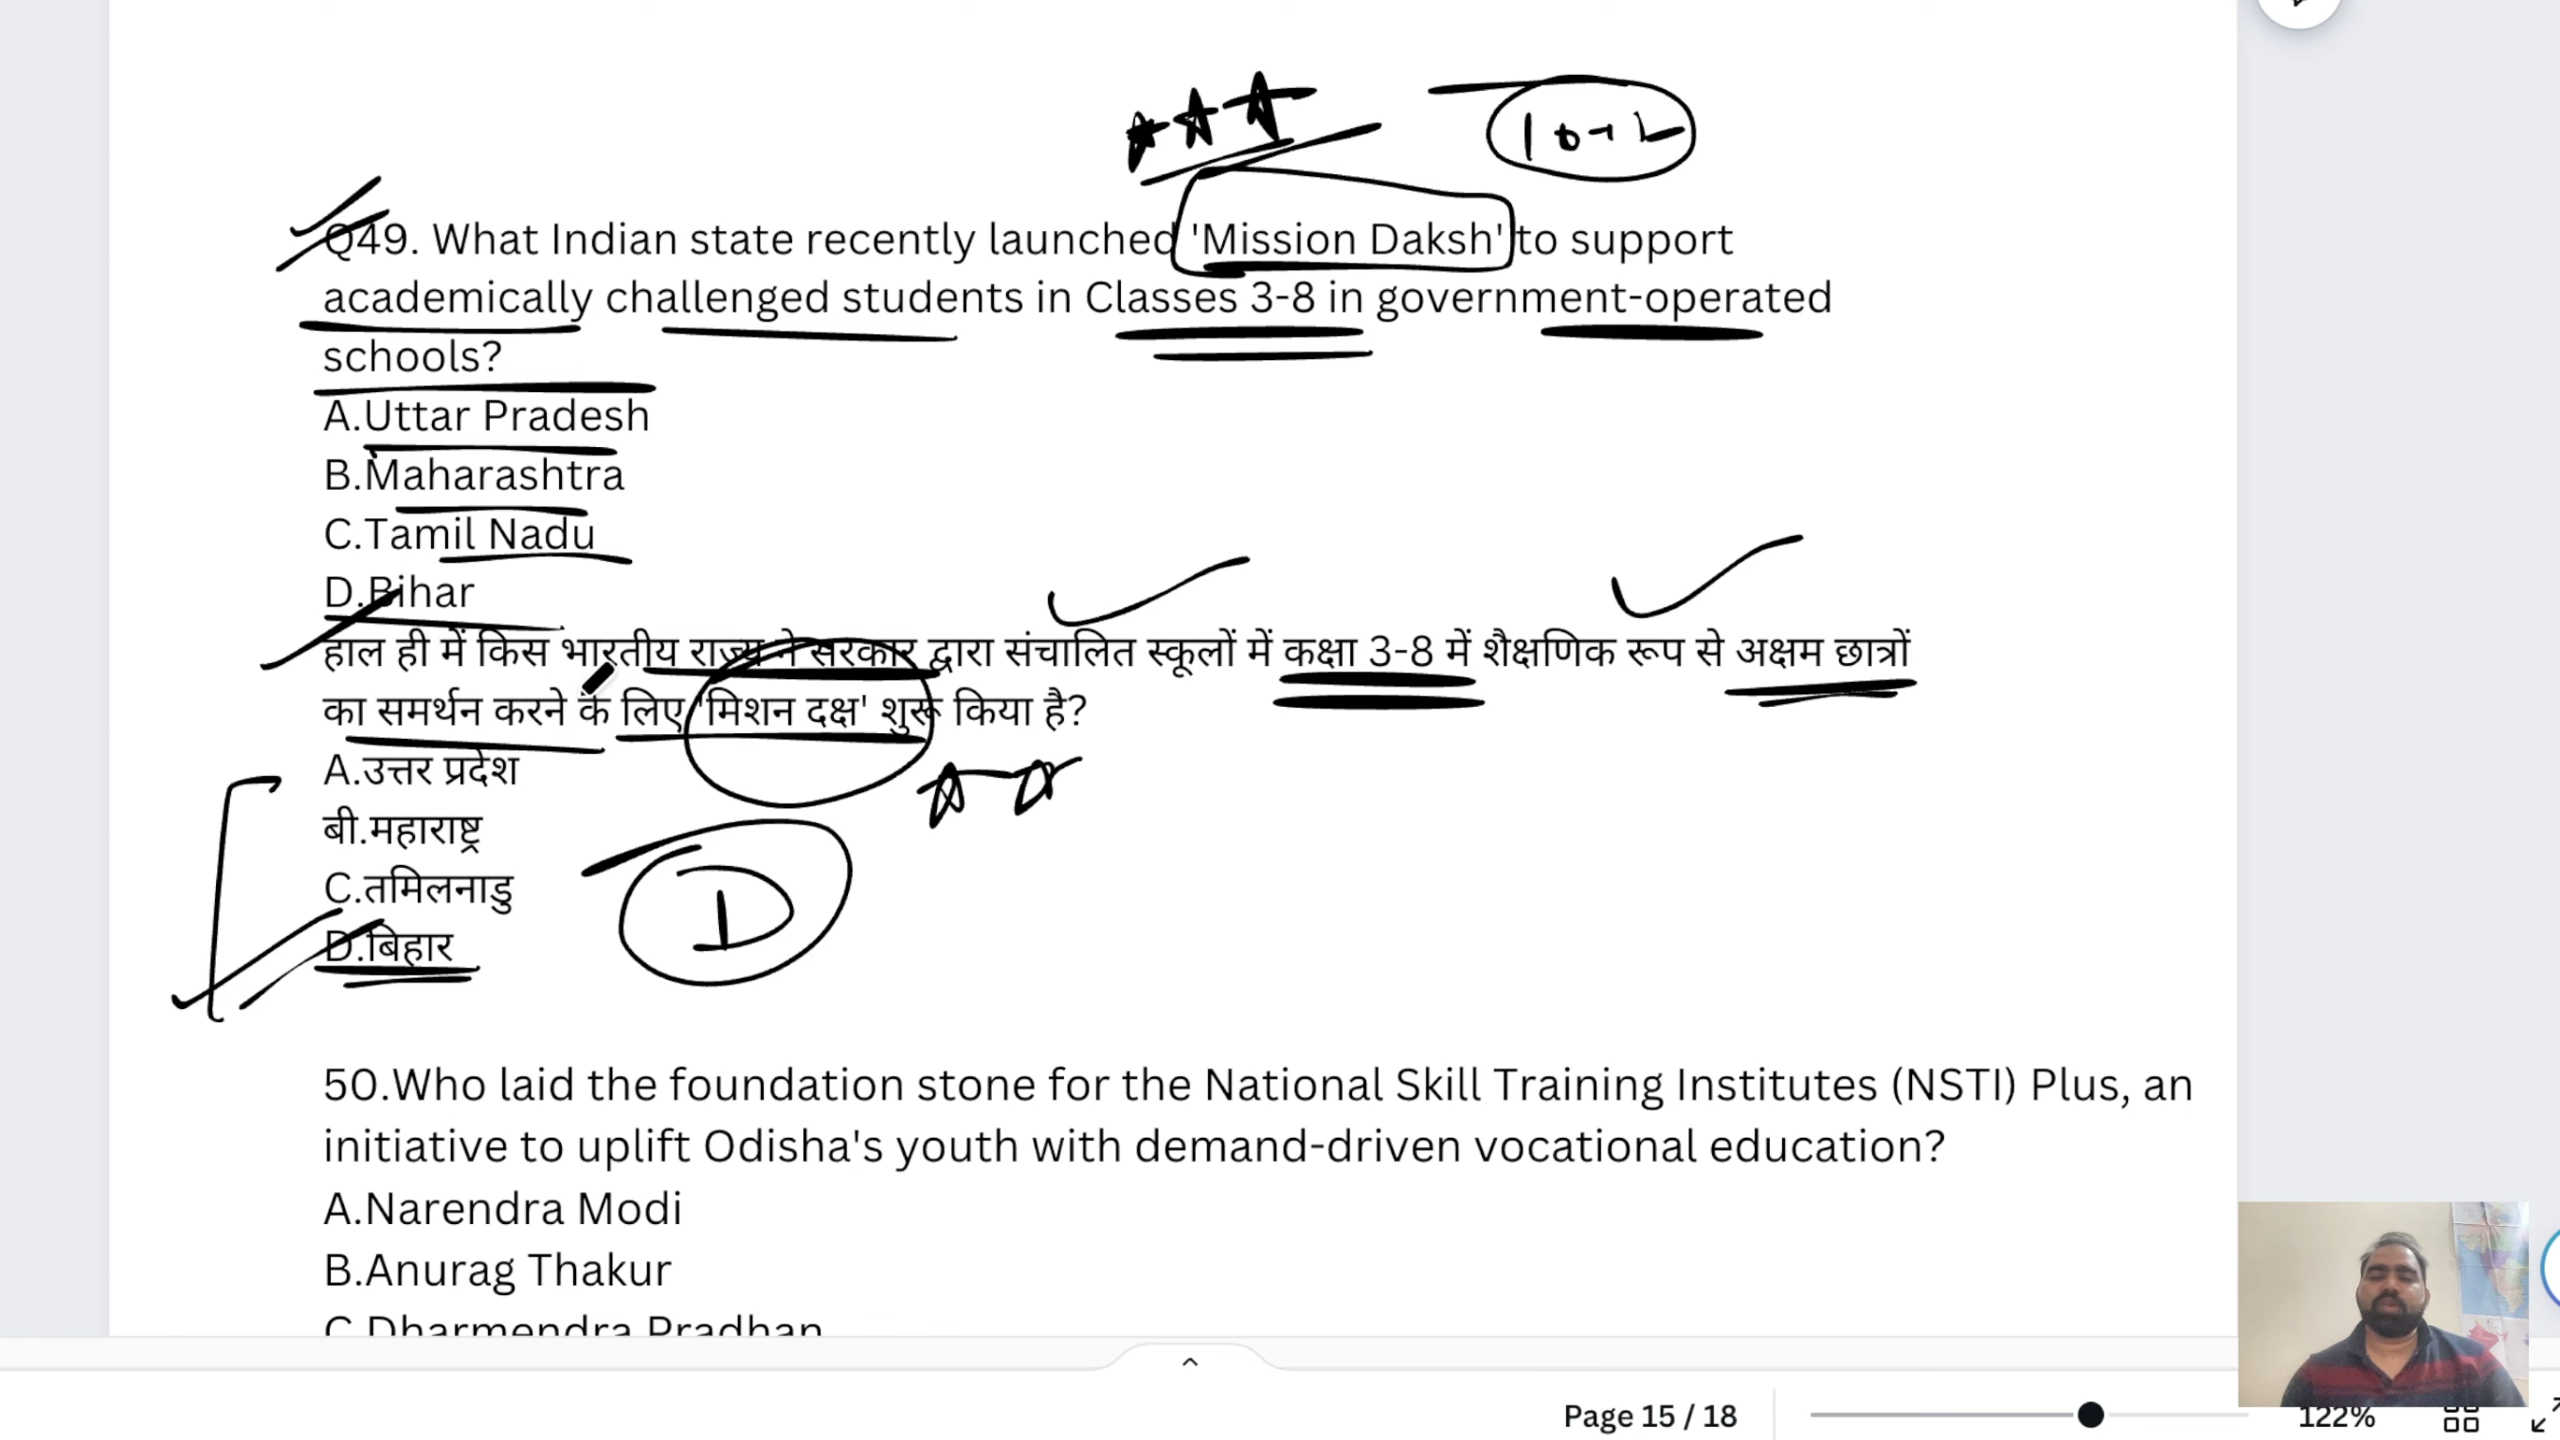 Q49. What Indian state recently launched 'Mission Daksh' to support
academically challenged students in Classes 3-8 in government-operated
schools?
A.Uttar Pradesh
B.Maharashtra
C.Tamil Nadu
D.Bihar
हाल ही में किस भारतीय राज्य ने सरकार द्वारा संचालित स्कूलों में कक्षा 3-8 में शैक्षणिक रूप से अक्षम छात्रों
का समर्थन करने के लिए 'मिशन दक्ष' शुरू किया है?
A.उत्तर प्रदेश
बी.महाराष्ट्र
C.तमिलनाडु
D.बिहार
D
50.Who laid the foundation stone for the National Skill Training Institutes (NSTI) Plus, an
initiative to uplift Odisha's youth with demand-driven vocational education?
A.Narendra Modi
B.Anurag Thakur
C.Dharmendra Pradhan
Page 15 / 18
122%